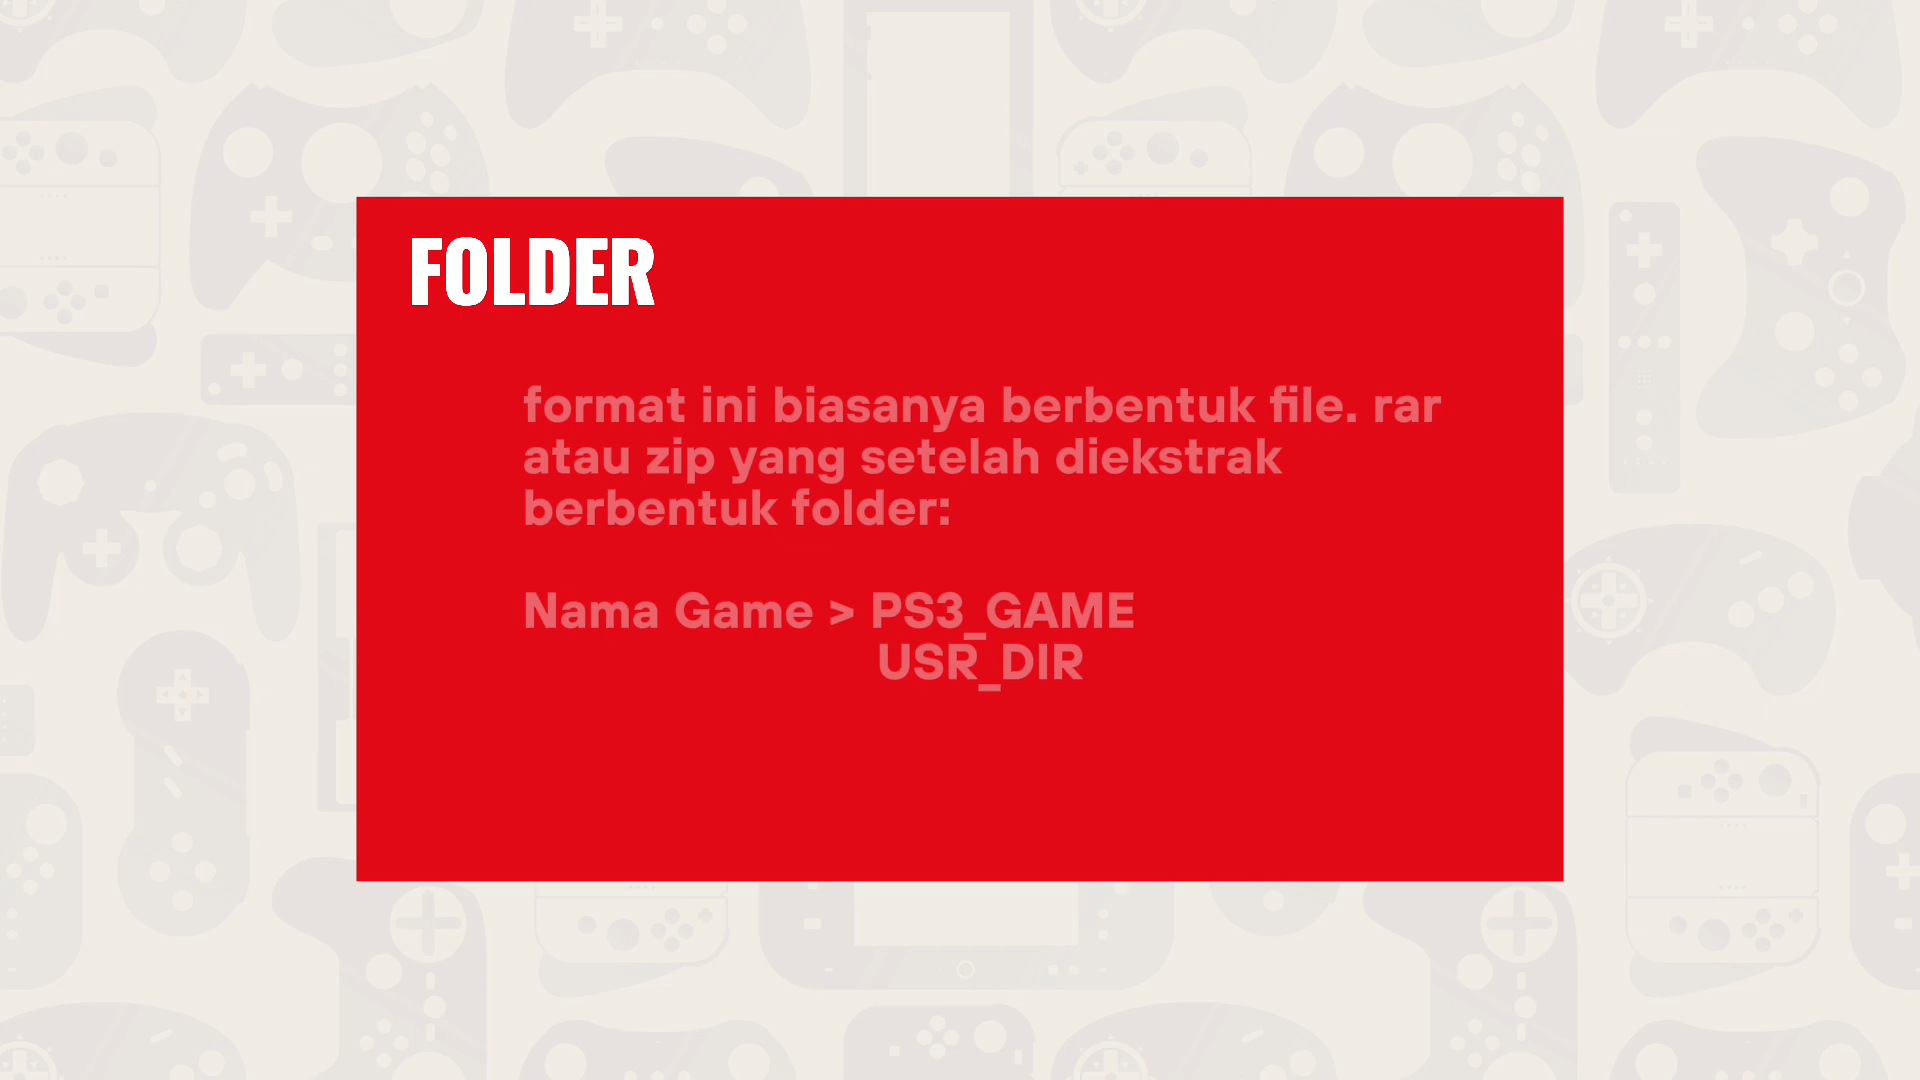 FOLDER
format ini biasanya berbentuk file. rar
atau zip yang setelah diekstrak
berbentuk folder:
Nama Game > PS3_GAME
USR_DIR